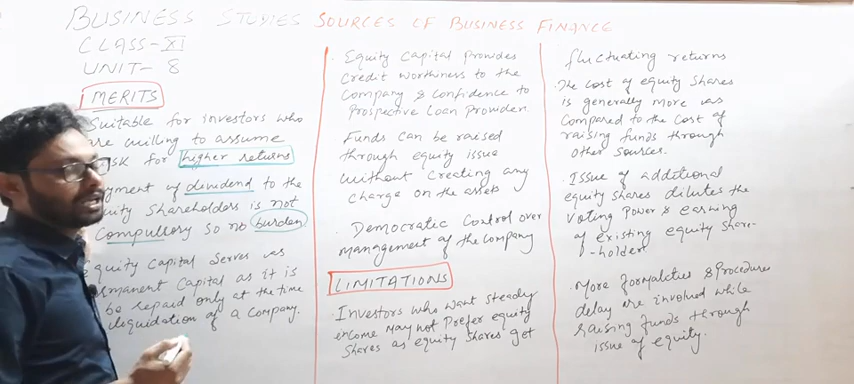 BUSINESS STUDIES SOURCES OF BUSINESS FINANCE
CLASS-XI
UNIT-8
MERITS
Suitable for investors who
are willing to assume
risk for higher returns
payment of dividend to the
equity Shareholders is not
compulsory so no burden
equity Capital Serves as
permanent Capital as it is
be repaid only at the time
liquidation of a Company.
. Equity Capital Provides
Credit worthiness to the
Company & Confidence to
Prospective Loan Provider.
Funds can be raised
through equity issue
without Creating any
charge on the assets
. Democratic Control over
management of the Company
LIMITATIONS
. Investors who want Steady
income may not Prefer equity
Shares as equity Shares get
fluctuating returns
. The Cost of equity Shares
is generally more as
Compared to the Cost of
raising funds through
other Sources.
. Issue of additional
equity Shares dilutes the
Voting Power & earning
of existing equity Share-
holder
. More formalities & Procedures
delay are involved while
raising funds through
issue of equity.